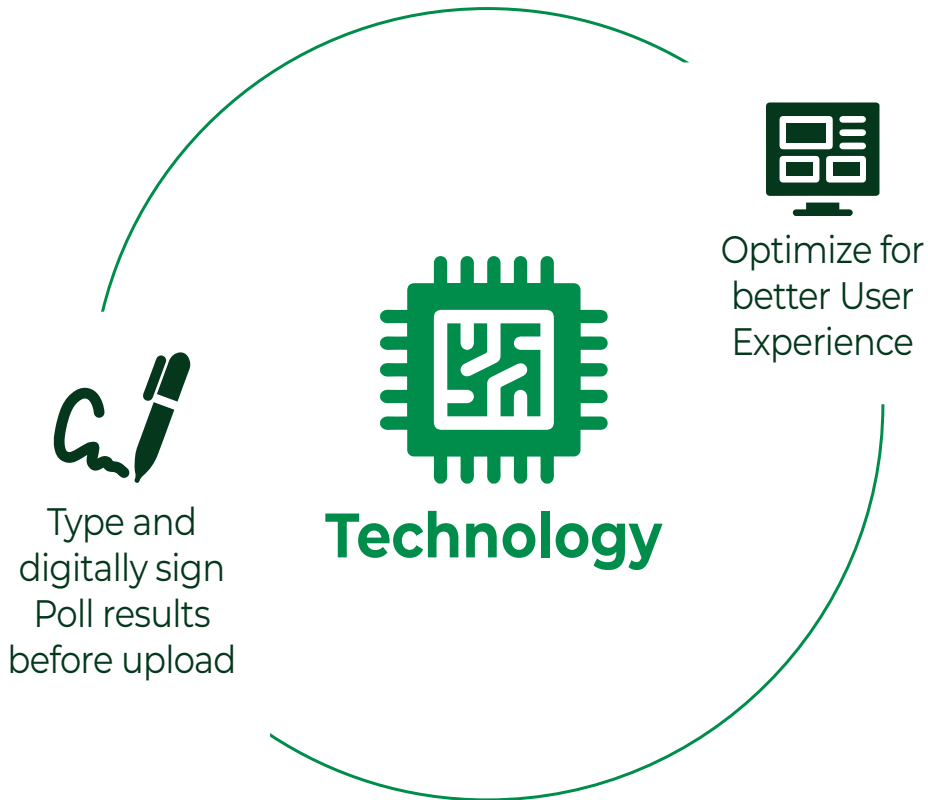 Optimize for
better User
Experience
Technology
Type and
digitally sign
Poll results
before upload